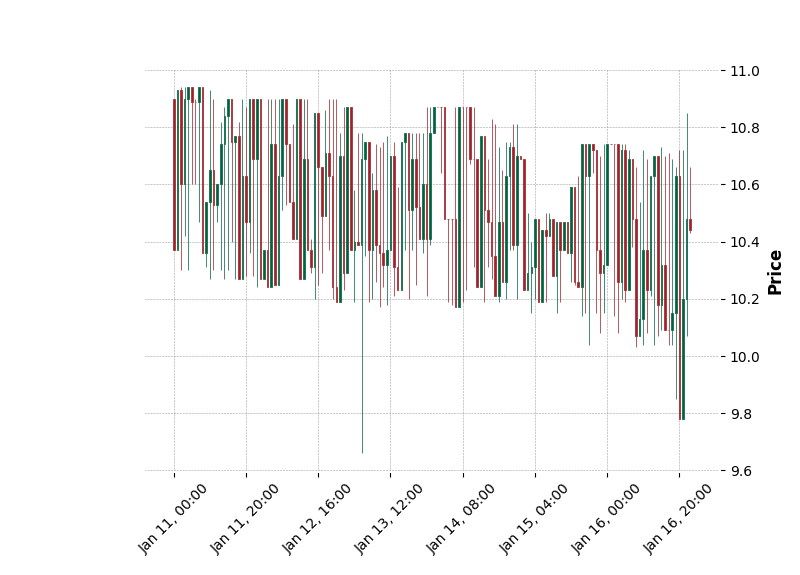 11.0
10.8
10.6
10.4
10.2
10.0
9.8
9.6
Price
Jan 11, 00:00
Jan 11, 20:00
Jan 12, 16:00
Jan 13, 12:00
Jan 14, 08:00
Jan 15, 04:00
Jan 16, 00:00
Jan 16, 20:00